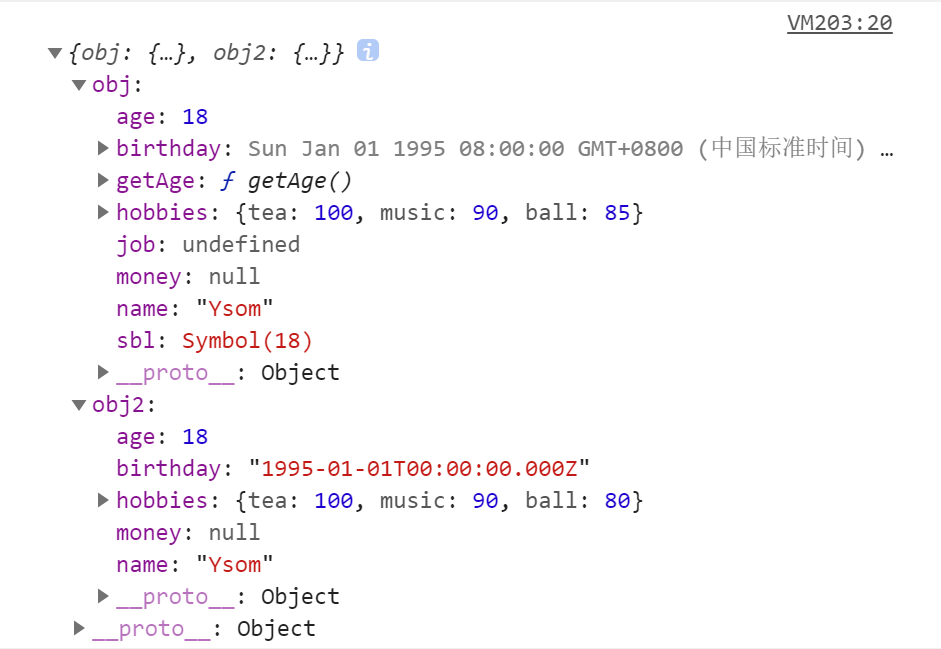 VM203:20
▼{obj: {…}, obj2: {…}} i
▼obj:
age: 18
▶birthday: Sun Jan 01 1995 08:00:00 GMT+0800 (中国标准时间) …
▶getAge: ƒ getAge()
▶hobbies: {tea: 100, music: 90, ball: 85}
job: undefined
money: null
name: "Ysom"
sbl: Symbol(18)
▶__proto__: Object
▼obj2:
age: 18
birthday: "1995-01-01T00:00:00.000Z"
▶hobbies: {tea: 100, music: 90, ball: 80}
money: null
name: "Ysom"
▶__proto__: Object
▶__proto__: Object